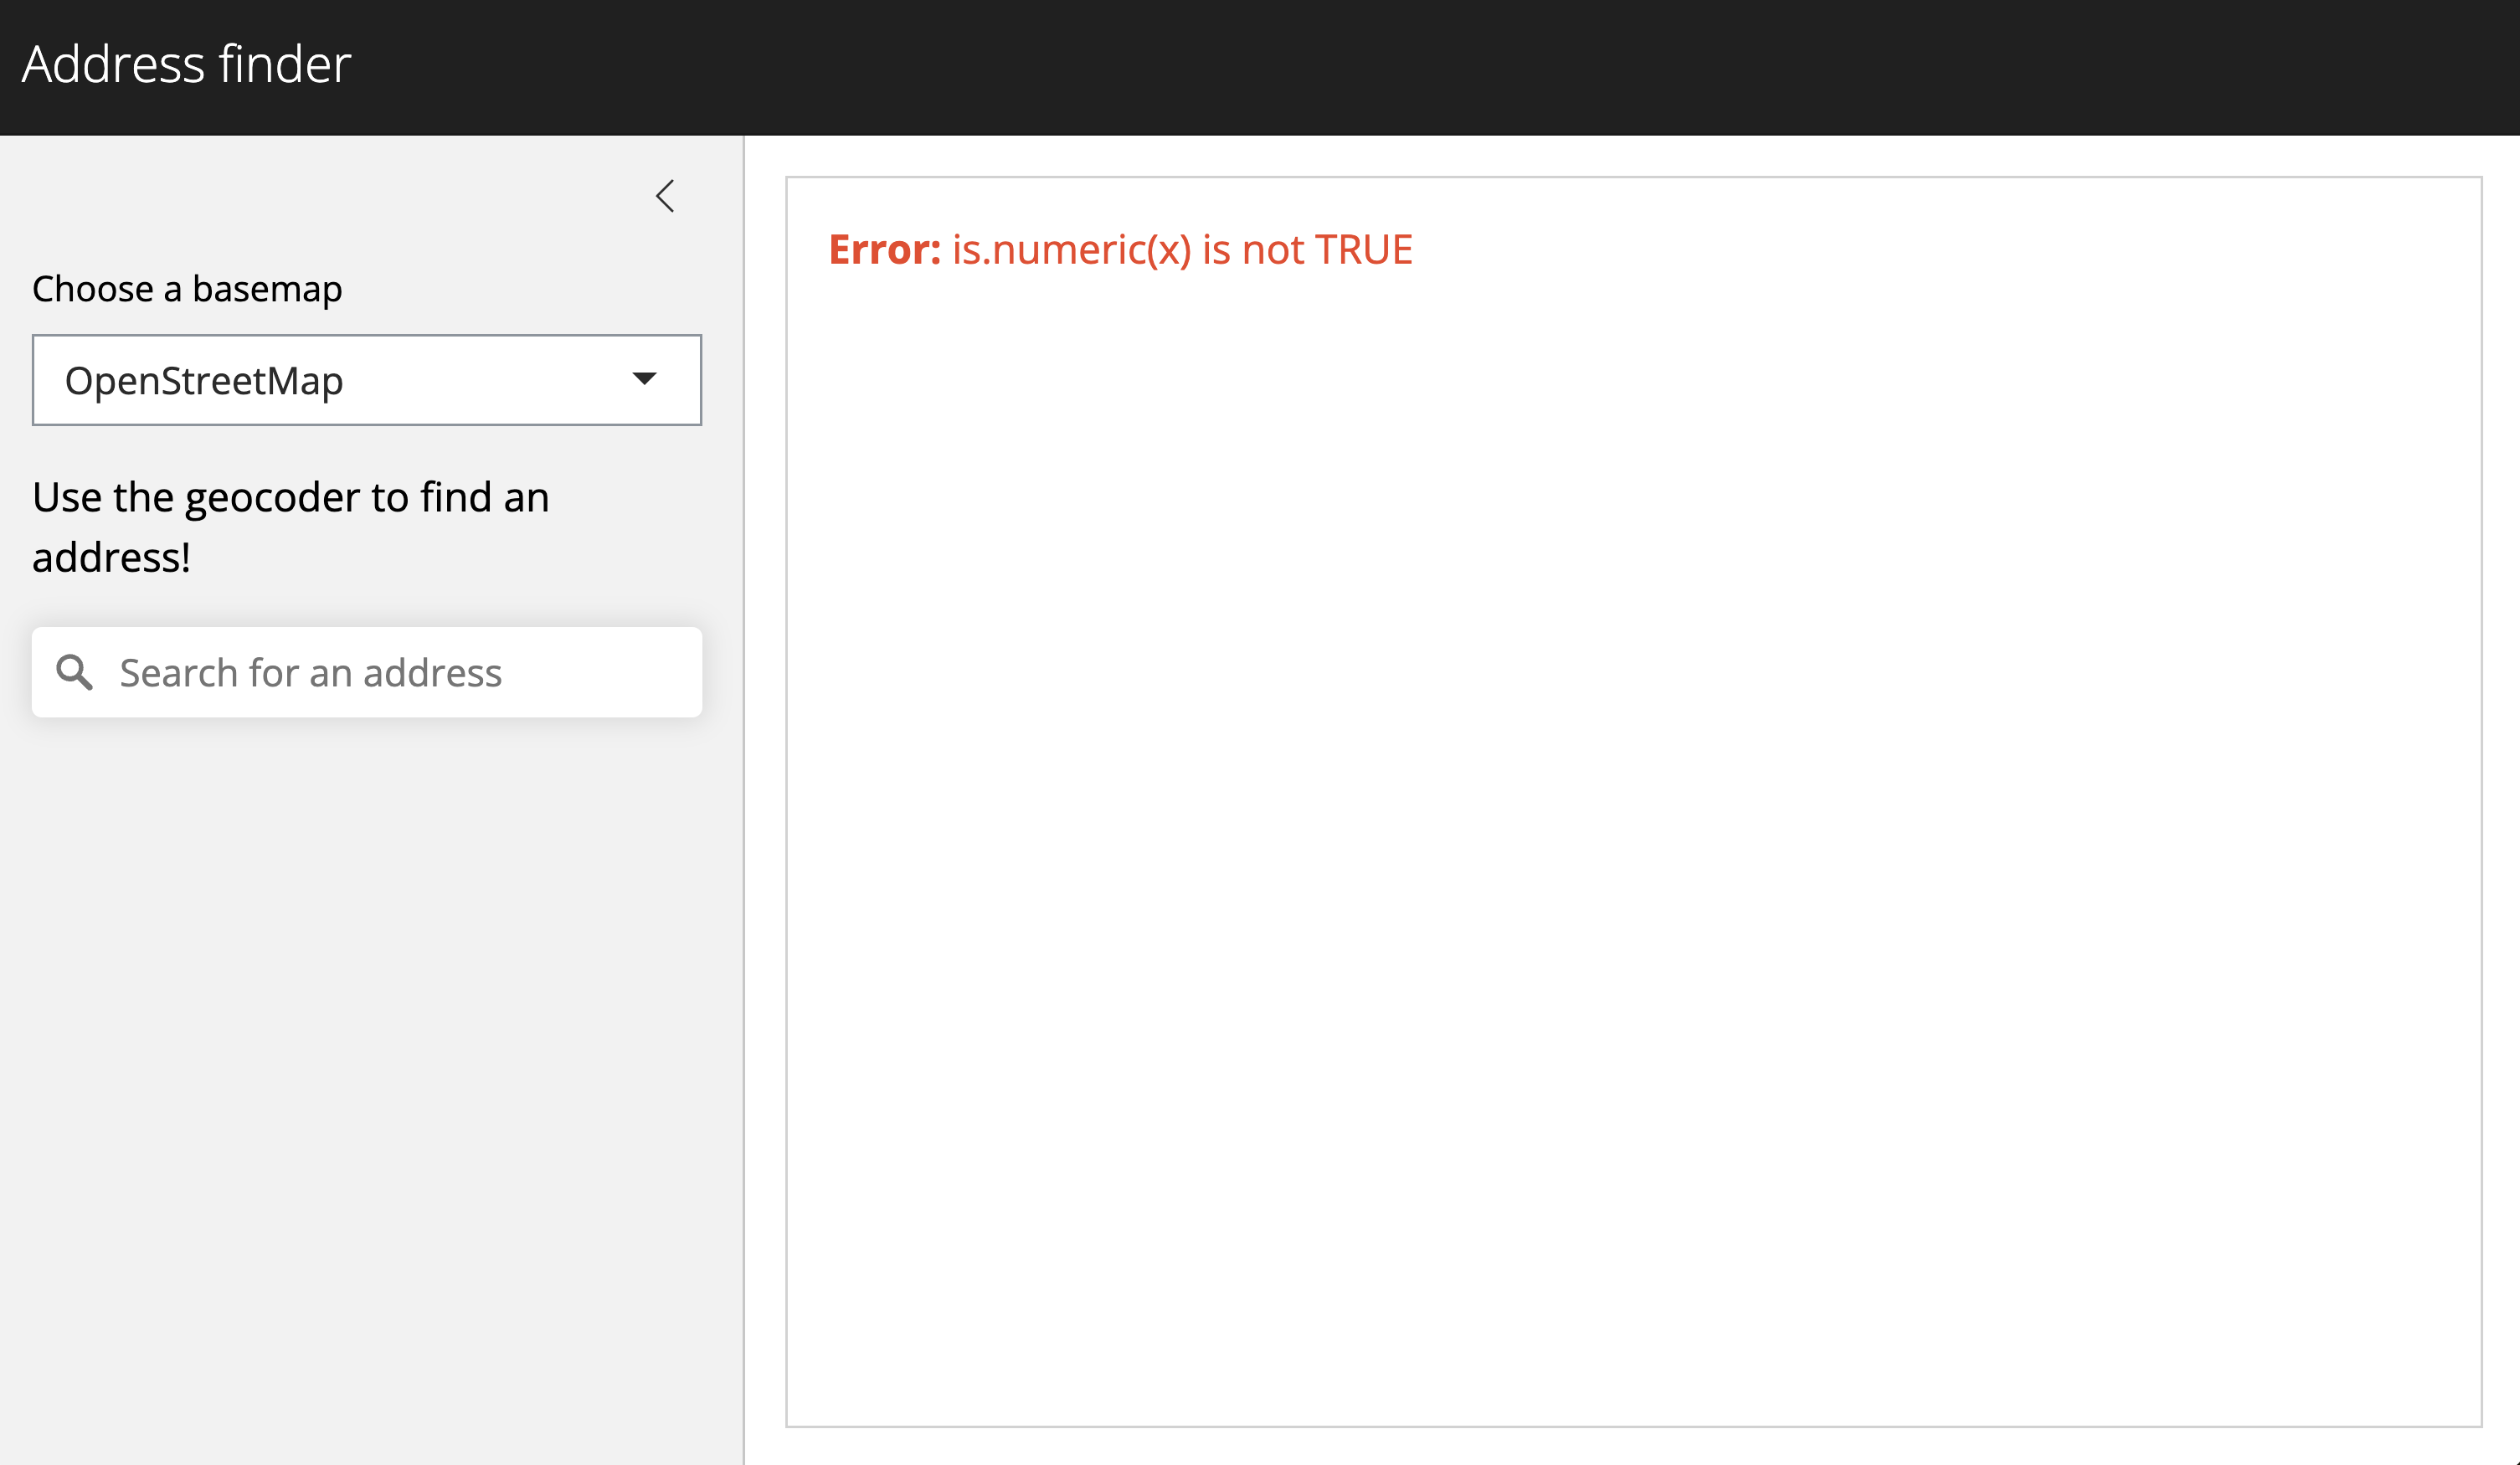 Address finder
Choose a basemap
OpenStreetMap
Use the geocoder to find an
address!
Search for an address
Error: is.numeric(x) is not TRUE